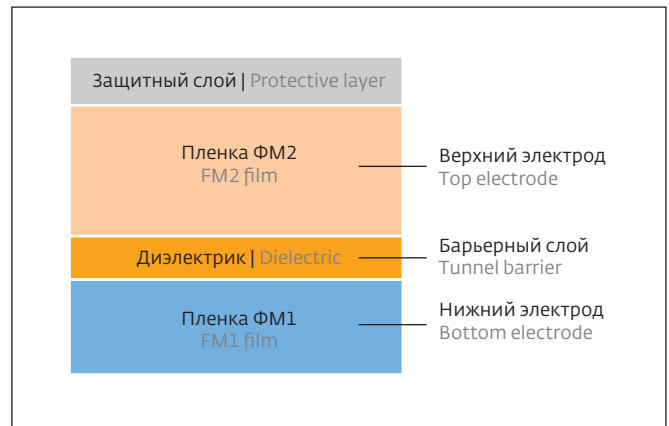 Защитный слой | Protective layer
Пленка ФМ2
FM2 film
Верхний электрод
Top electrode
Диэлектрик | Dielectric
Барьерный слой
Tunnel barrier
Пленка ФМ1
FM1 film
Нижний электрод
Bottom electrode